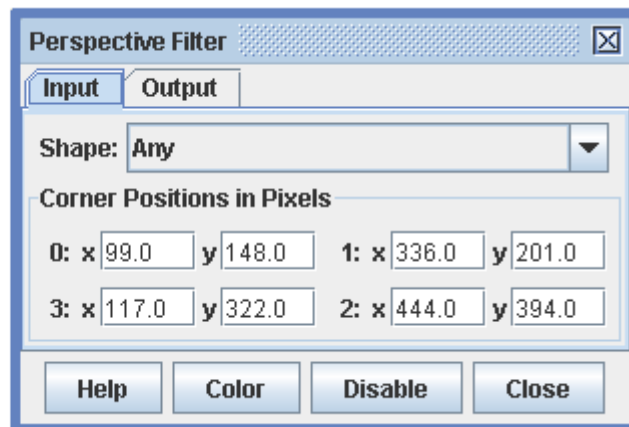 Perspective Filter
Input Output
Shape: Any
Corner Positions in Pixels
0: x 99.0 y 148.0 1: x 336.0 y 201.0
3: x 117.0 y 322.0 2: x 444.0 y 394.0
Help Color Disable Close